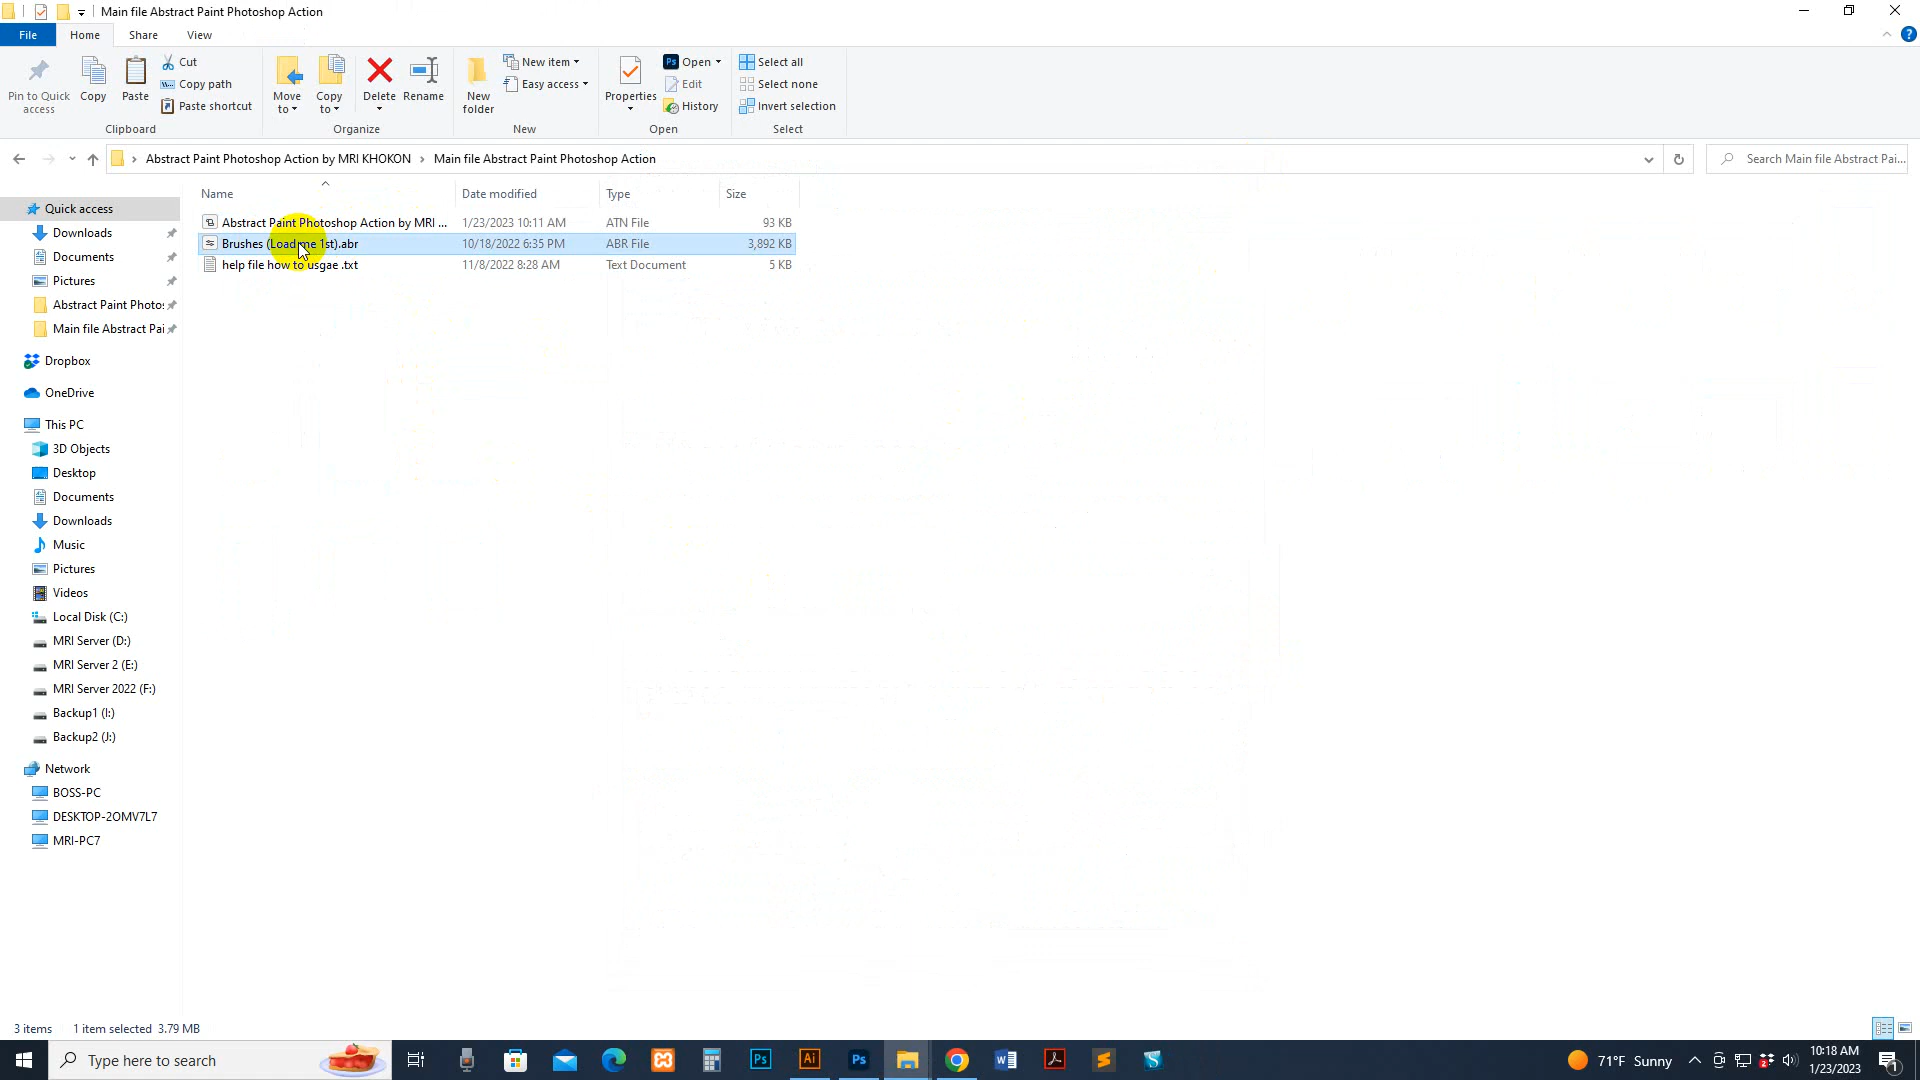 Main file Abstract Paint Photoshop Action
File Home Share View
Pin to Quick access
Copy
Paste
Cut
Copy path
Paste shortcut
Clipboard
Move to
Copy to
Delete
Rename
Organize
New folder
New item
Easy access
New
Properties
Ps Open
Edit
History
Open
Select all
Select none
Invert selection
Select
Abstract Paint Photoshop Action by MRI KHOKON > Main file Abstract Paint Photoshop Action
Search Main file Abstract Pai...
Name Date modified Type Size
Abstract Paint Photoshop Action by MRI ... 1/23/2023 10:11 AM ATN File 93 KB
Brushes (Load me 1st).abr 10/18/2022 6:35 PM ABR File 3,892 KB
help file how to usgae .txt 11/8/2022 8:28 AM Text Document 5 KB
Quick access
Downloads
Documents
Pictures
Abstract Paint Photo:
Main file Abstract Pai
Dropbox
OneDrive
This PC
3D Objects
Desktop
Documents
Downloads
Music
Pictures
Videos
Local Disk (C:)
MRI Server (D:)
MRI Server 2 (E:)
MRI Server 2022 (F:)
Backup1 (I:)
Backup2 (J:)
Network
BOSS-PC
DESKTOP-2OMV7L7
MRI-PC7
3 items 1 item selected 3.79 MB
Type here to search
Ps
Ai
Ps
71°F Sunny
10:18 AM
1/23/2023